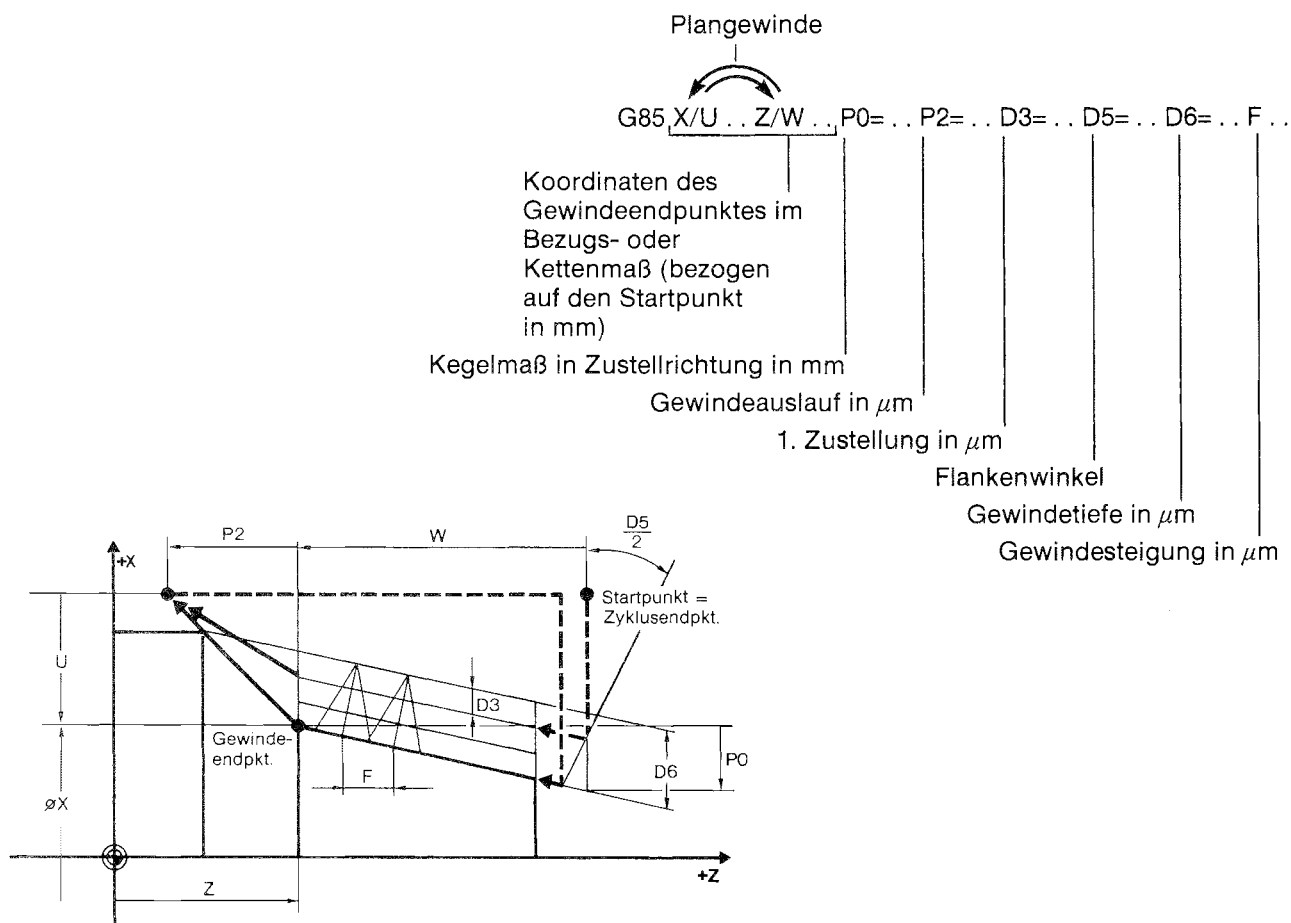 Plangewinde
G85 X/U . . Z/W . . P0= . . P2= . . D3= . . D5= . . D6= . . F . .
Koordinaten des
Gewindeendpunktes im
Bezugs- oder
Kettenmaß (bezogen
auf den Startpunkt
in mm)
Kegelmaß in Zustellrichtung in mm
Gewindeauslauf in μm
1. Zustellung in μm
Flankenwinkel
Gewindetiefe in μm
Gewindesteigung in μm
+X
P2
W
D5
2
Startpunkt =
Zyklusendpkt.
U
D3
Gewinde-
endpkt.
F
D6
P0
øX
Z
+Z